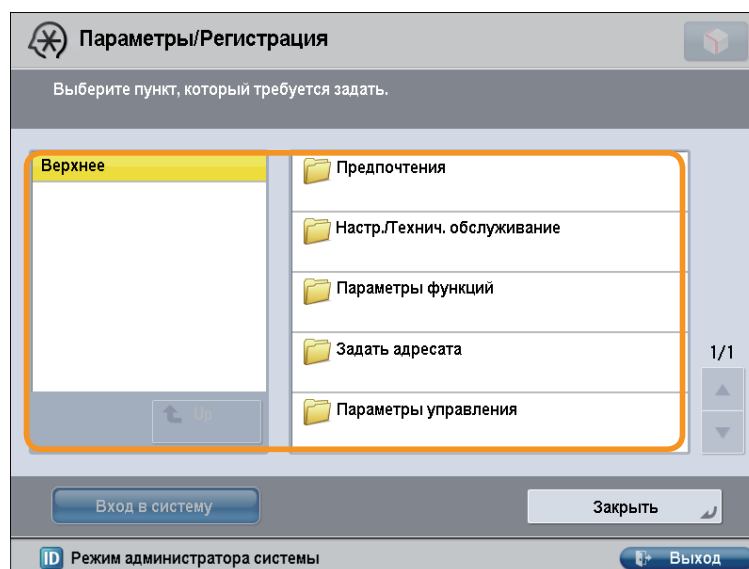 Параметры/Регистрация
Выберите пункт, который требуется задать.
Верхнее
Предпочтения
Настр./Технич. обслуживание
Параметры функций
Задать адресата
Параметры управления
1/1
Up
Вход в систему
Закрыть
ID Режим администратора системы
Выход